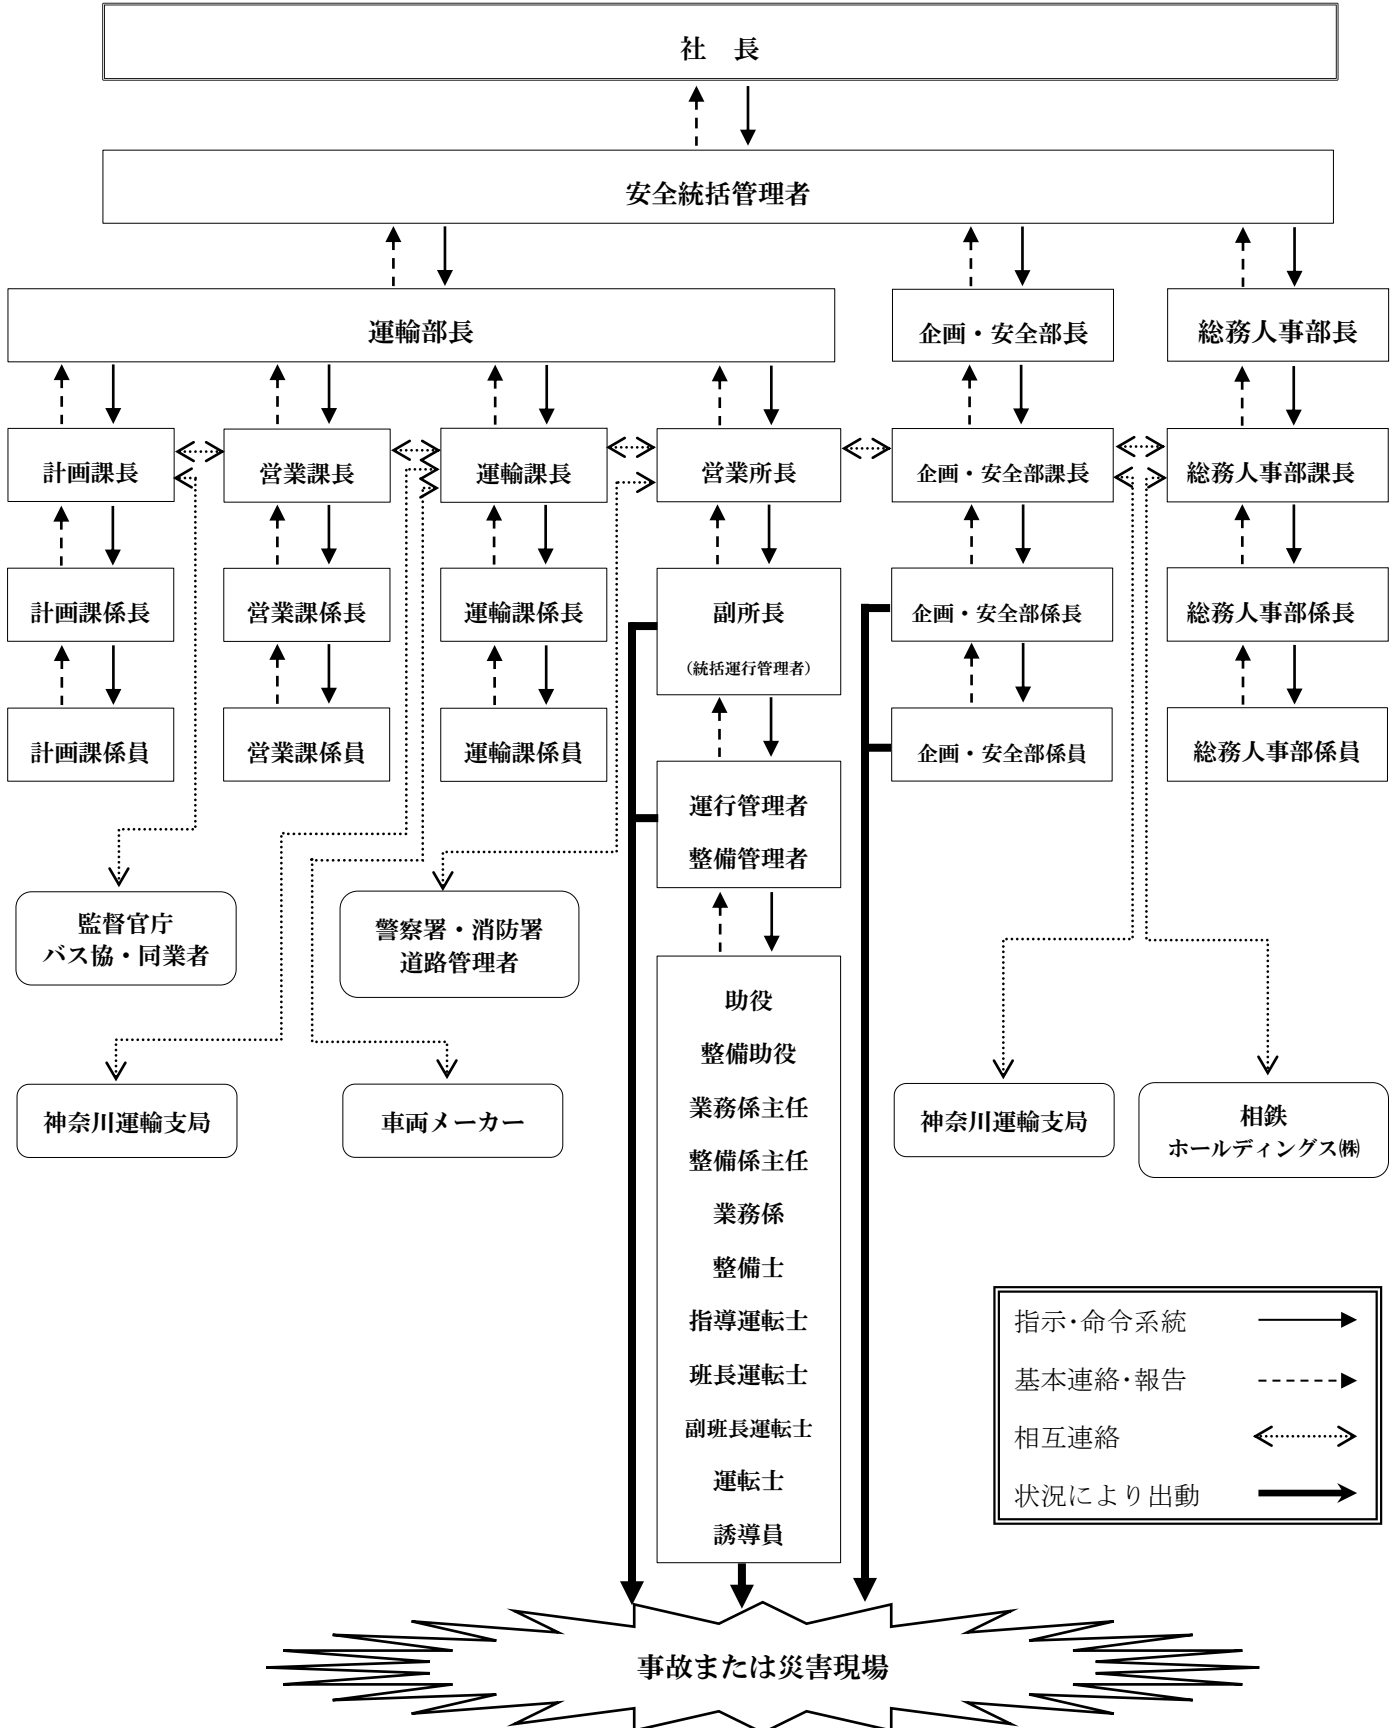 社　長
安全統括管理者
運輸部長
企画・安全部長
総務人事部長
計画課長
営業課長
運輸課長
営業所長
企画・安全部課長
総務人事部課長
計画課係長
営業課係長
運輸課係長
副所長
（統括運行管理者）
企画・安全部係長
総務人事部係長
計画課係員
営業課係員
運輸課係員
企画・安全部係員
総務人事部係員
運行管理者
整備管理者
監督官庁
バス協・同業者
警察署・消防署
道路管理者
助役
整備助役
業務係主任
整備係主任
業務係
整備士
指導運転士
班長運転士
副班長運転士
運転士
誘導員
神奈川運輸支局
車両メーカー
神奈川運輸支局
相鉄
ホールディングス㈱
指示･命令系統
基本連絡･報告
相互連絡
状況により出動
事故または災害現場